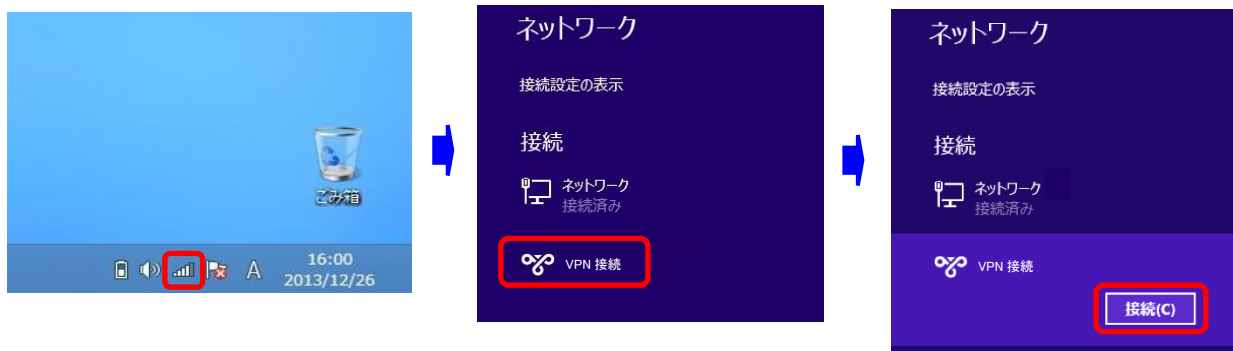 ごみ箱
A
16:00
2013/12/26
ネットワーク
接続設定の表示
接続
ネットワーク
接続済み
VPN 接続
ネットワーク
接続設定の表示
接続
ネットワーク
接続済み
VPN 接続
接続(C)